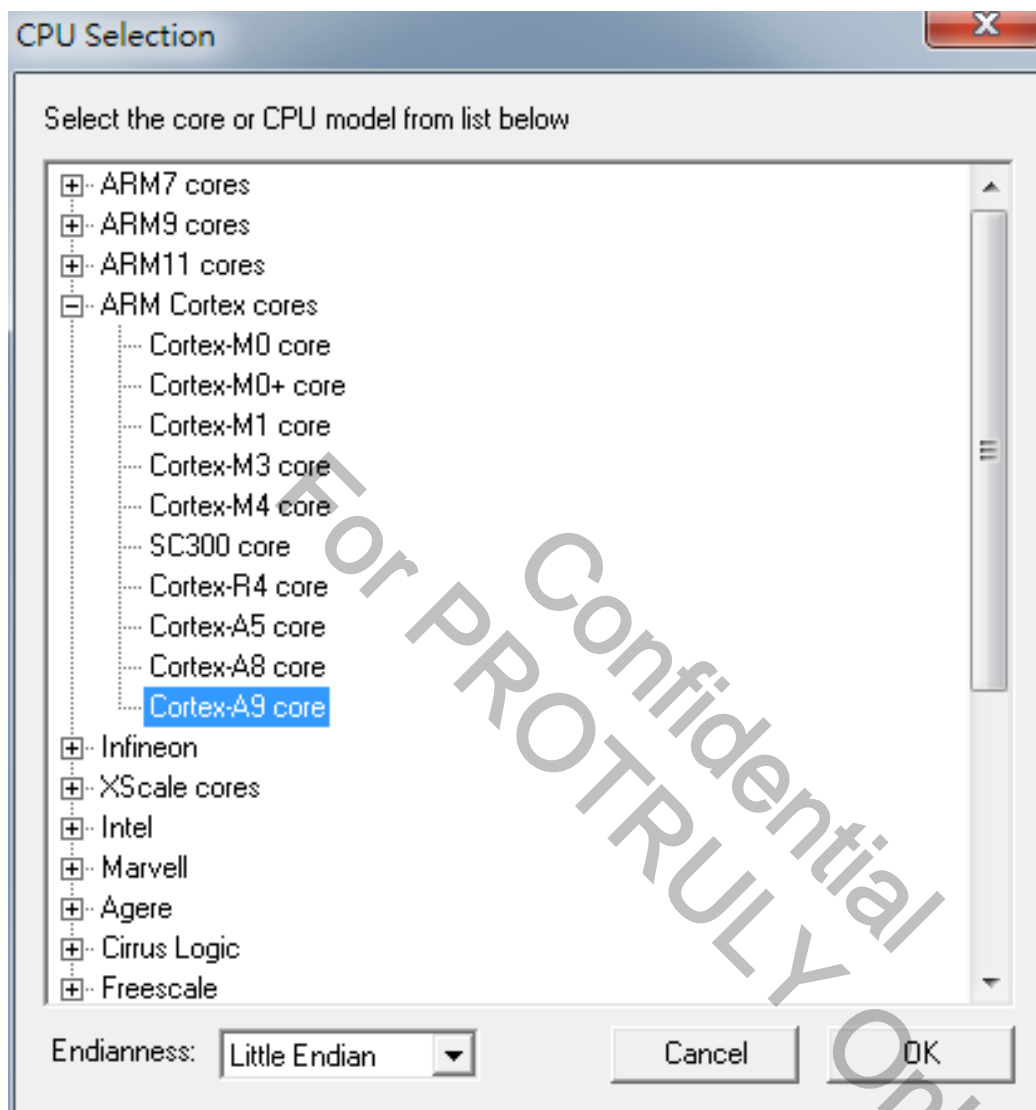 CPU Selection
Select the core or CPU model from list below
ARM7 cores
ARM9 cores
ARM11 cores
ARM Cortex cores
Cortex-M0 core
Cortex-M0+ core
Cortex-M1 core
Cortex-M3 core
Cortex-M4 core
SC300 core
Cortex-R4 core
Cortex-A5 core
Cortex-A8 core
Cortex-A9 core
Infineon
XScale cores
Intel
Marvell
Agere
Cirrus Logic
Freescale
Endianness: Little Endian Cancel OK
Confidential
For PROTRULY